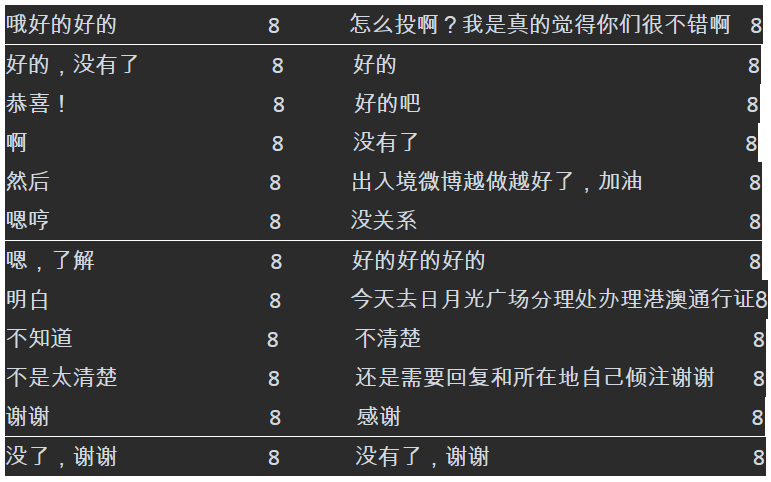 哦好的好的 8 怎么投啊？我是真的觉得你们很不错啊 8
好的，没有了 8 好的 8
恭喜！ 8 好的吧 8
啊 8 没有了 8
然后 8 出入境微博越做越好了，加油 8
嗯哼 8 没关系 8
嗯，了解 8 好的好的好的 8
明白 8 今天去日月光广场分理处办理港澳通行证8
不知道 8 不清楚 8
不是太清楚 8 还是需要回复和所在地自己倾注谢谢 8
谢谢 8 感谢 8
没了，谢谢 8 没有了，谢谢 8